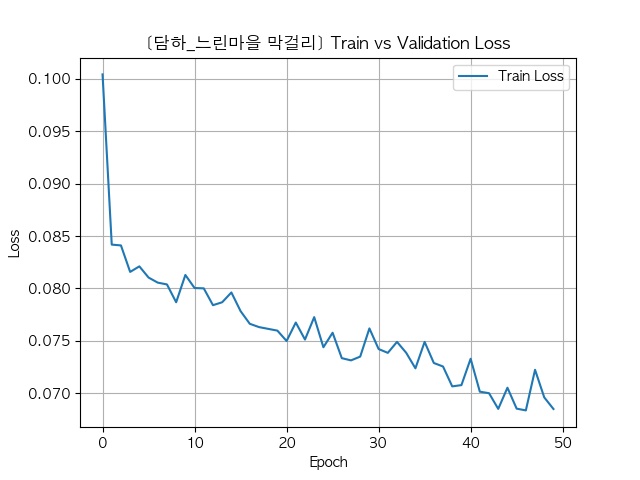 [담하_느린마을 막걸리] Train vs Validation Loss
Train Loss
0.100
0.095
0.090
0.085
0.080
0.075
0.070
Loss
0 10 20 30 40 50
Epoch